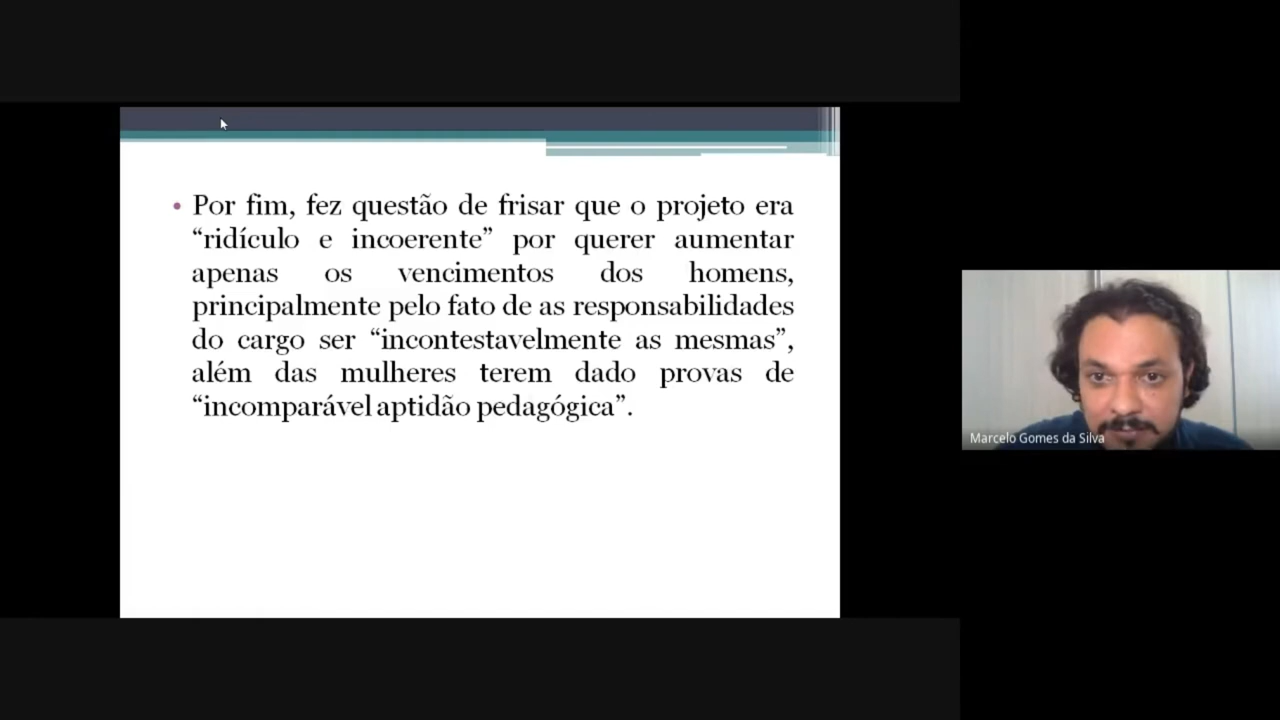 • Por fim, fez questão de frisar que o projeto era
“ridículo e incoerente” por querer aumentar
apenas os vencimentos dos homens,
principalmente pelo fato de as responsabilidades
do cargo ser “incontestavelmente as mesmas”,
além das mulheres terem dado provas de
“incomparável aptidão pedagógica”.
Marcelo Gomes da Silva